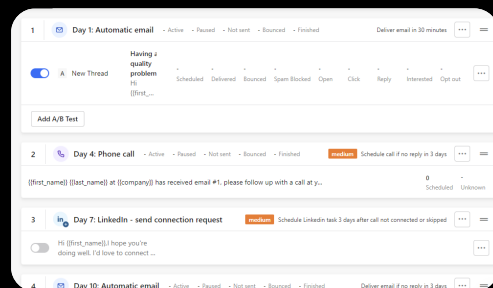 1 Day 1: Automatic email - Active - Paused - Not sent - Bounced - Finished Deliver email in 30 minutes ...
A New Thread
Having a
quality
problem
Hi
{{first_...
- - - - - - - - -
Scheduled Delivered Bounced Spam Blocked Open Click Reply Interested Opt out
...
Add A/B Test
2 Day 4: Phone call - Active - Paused - Not sent - Bounced - Finished medium Schedule call if no reply in 3 days ...
{{first_name}} {{last_name}} at {{company}} has received email #1. please follow up with a call at y...
0 -
Scheduled Unknown
3 in Day 7: LinkedIn - send connection request medium Schedule Linkedin task 3 days after call not connected or skipped ...
Hi {{first_name}},I hope you're
doing well. I'd love to connect ...
...
4 Day 10: Automatic email - Active - Paused - Not sent - Bounced - Finished Deliver email if no reply in 3 days ...